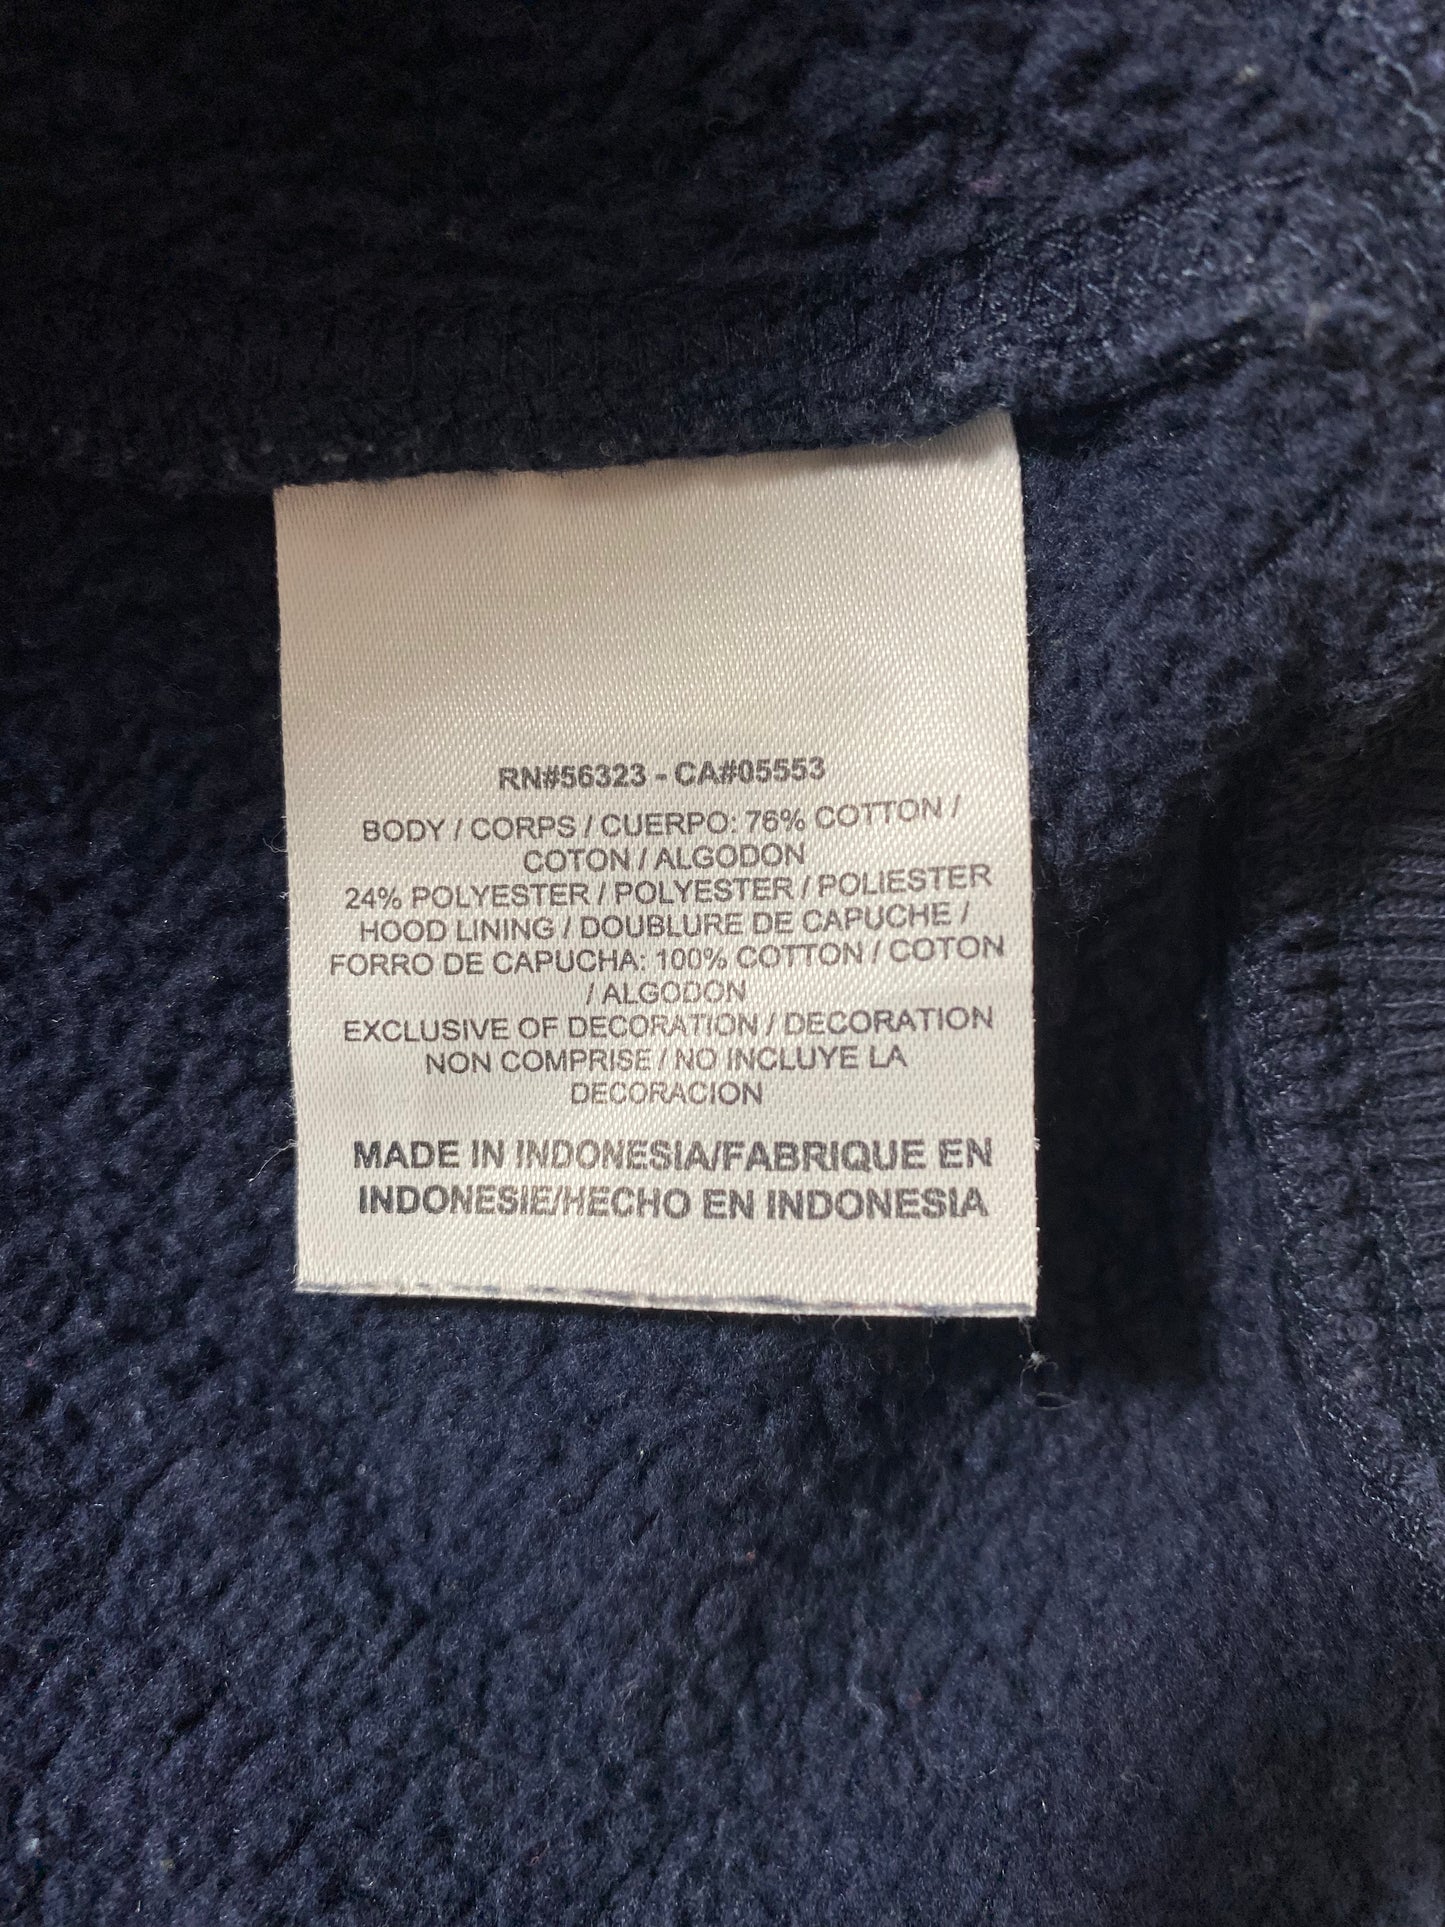 RN#56323 - CA#05553
BODY / CORPS / CUERPO: 76% COTTON /
COTON / ALGODON
24% POLYESTER / POLYESTER / POLIESTER
HOOD LINING / DOUBLURE DE CAPUCHE /
FORRO DE CAPUCHA: 100% COTTON / COTON
/ ALGODON
EXCLUSIVE OF DECORATION / DECORATION
NON COMPRISE / NO INCLUYE LA
DECORACION
MADE IN INDONESIA/FABRIQUE EN
INDONESIE/HECHO EN INDONESIA